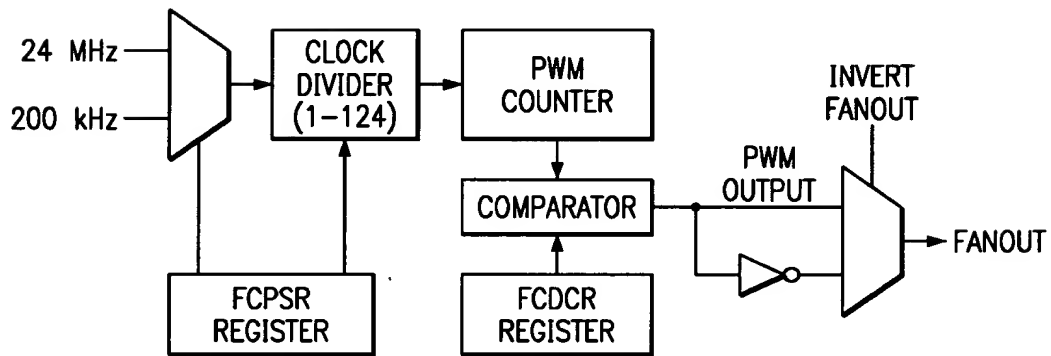 24 MHz
200 kHz
CLOCK
DIVIDER
(1-124)
PWM
COUNTER
INVERT
FANOUT
PWM
OUTPUT
COMPARATOR
FANOUT
FCPSR
REGISTER
FCDCR
REGISTER